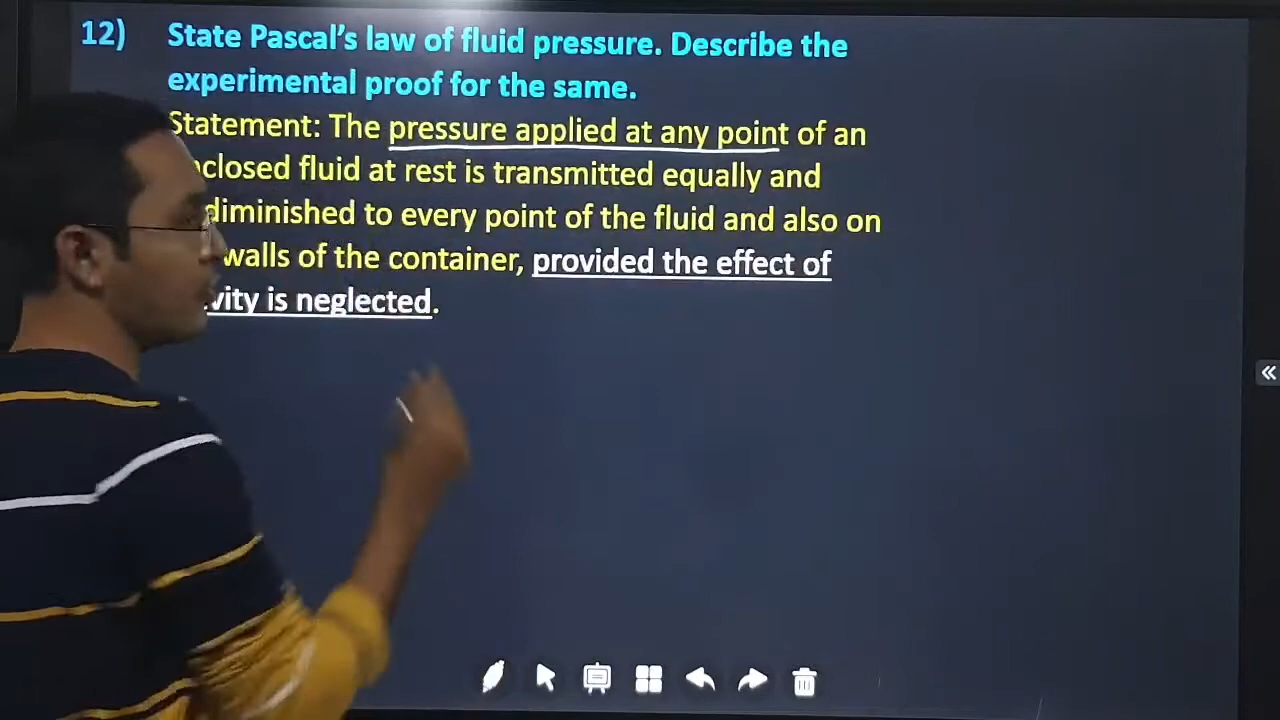 12) State Pascal's law of fluid pressure. Describe the
experimental proof for the same.
Statement: The pressure applied at any point of an
nclosed fluid at rest is transmitted equally and
diminished to every point of the fluid and also on
walls of the container, provided the effect of
vity is neglected.